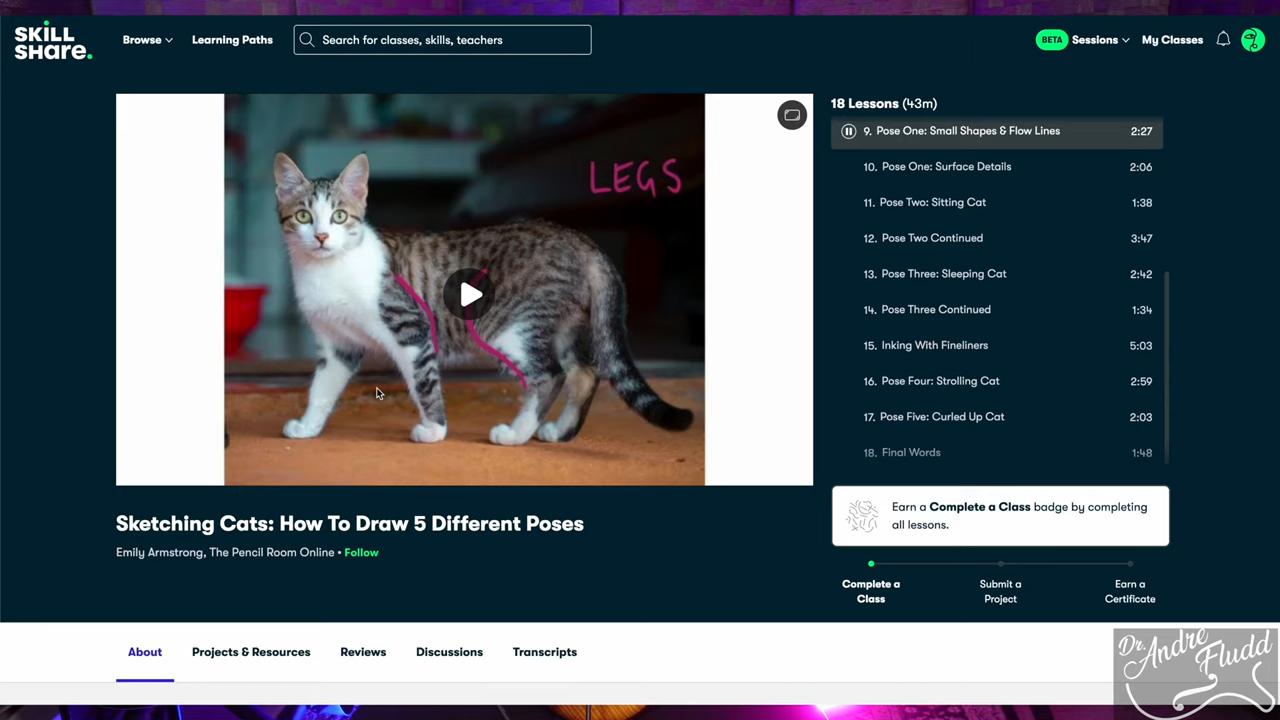 SKILL
SHARE.
Browse
Learning Paths
Search for classes, skills, teachers
BETA
Sessions
My Classes
LEGS
18 Lessons (43m)
9. Pose One: Small Shapes & Flow Lines 2:27
10. Pose One: Surface Details 2:06
11. Pose Two: Sitting Cat 1:38
12. Pose Two Continued 3:47
13. Pose Three: Sleeping Cat 2:42
14. Pose Three Continued 1:34
15. Inking With Fineliners 5:03
16. Pose Four: Strolling Cat 2:59
17. Pose Five: Curled Up Cat 2:03
18. Final Words 1:48
Earn a Complete a Class badge by completing
all lessons.
Complete a
Class
Submit a
Project
Earn a
Certificate
Sketching Cats: How To Draw 5 Different Poses
Emily Armstrong, The Pencil Room Online • Follow
About
Projects & Resources
Reviews
Discussions
Transcripts
Dr. Andre
Fludd